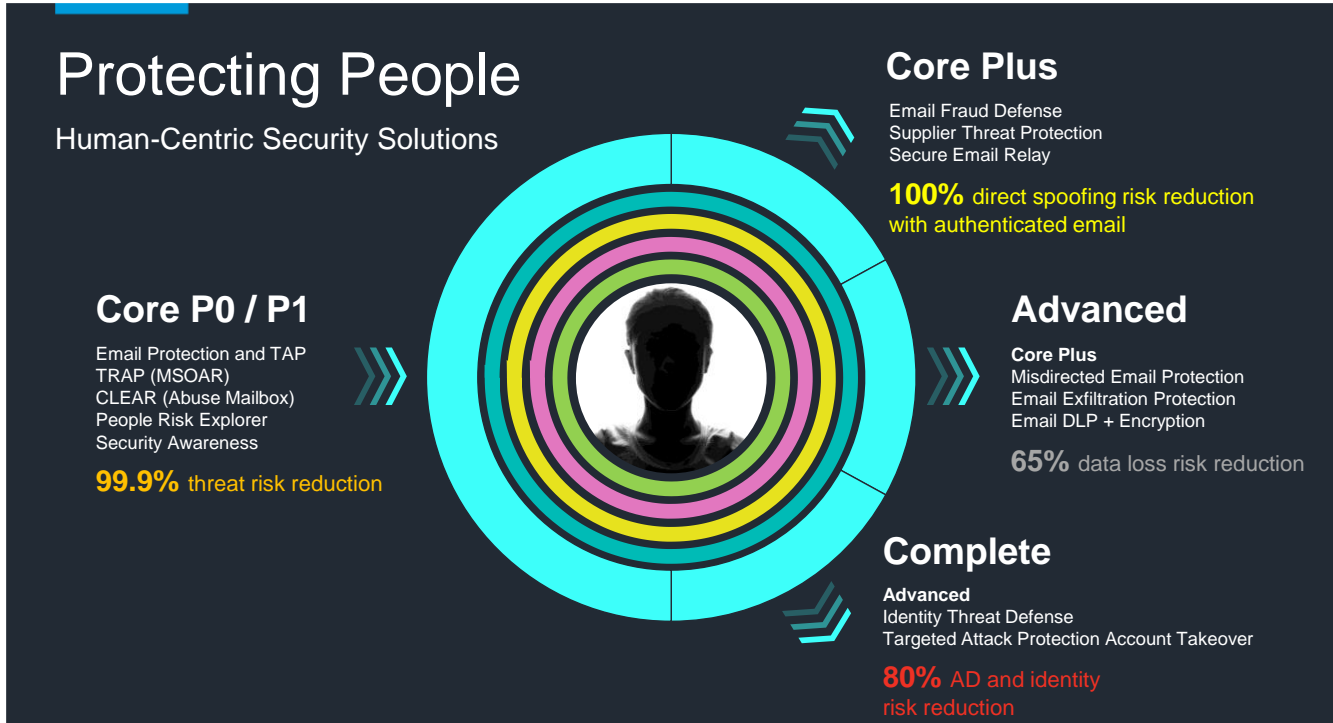 Protecting People
Human-Centric Security Solutions
Core P0 / P1
Email Protection and TAP
TRAP (MSOAR)
CLEAR (Abuse Mailbox)
People Risk Explorer
Security Awareness
99.9% threat risk reduction
Core Plus
Email Fraud Defense
Supplier Threat Protection
Secure Email Relay
100% direct spoofing risk reduction
with authenticated email
Advanced
Core Plus
Misdirected Email Protection
Email Exfiltration Protection
Email DLP + Encryption
65% data loss risk reduction
Complete
Advanced
Identity Threat Defense
Targeted Attack Protection Account Takeover
80% AD and identity
risk reduction